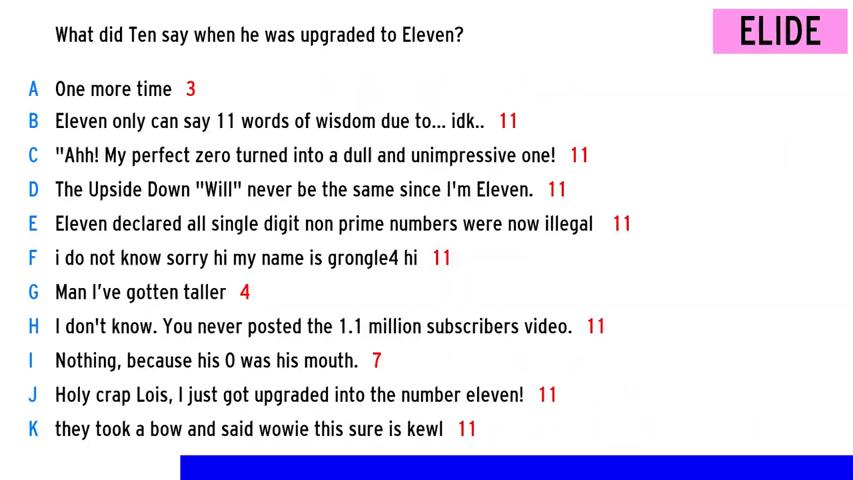 What did Ten say when he was upgraded to Eleven?
ELIDE
A One more time 3
B Eleven only can say 11 words of wisdom due to... idk.. 11
C "Ahh! My perfect zero turned into a dull and unimpressive one! 11
D The Upside Down "Will" never be the same since I'm Eleven. 11
E Eleven declared all single digit non prime numbers were now illegal 11
F i do not know sorry hi my name is grongle4 hi 11
G Man I've gotten taller 4
H I don't know. You never posted the 1.1 million subscribers video. 11
I Nothing, because his 0 was his mouth. 7
J Holy crap Lois, I just got upgraded into the number eleven! 11
K they took a bow and said wowie this sure is kewl 11